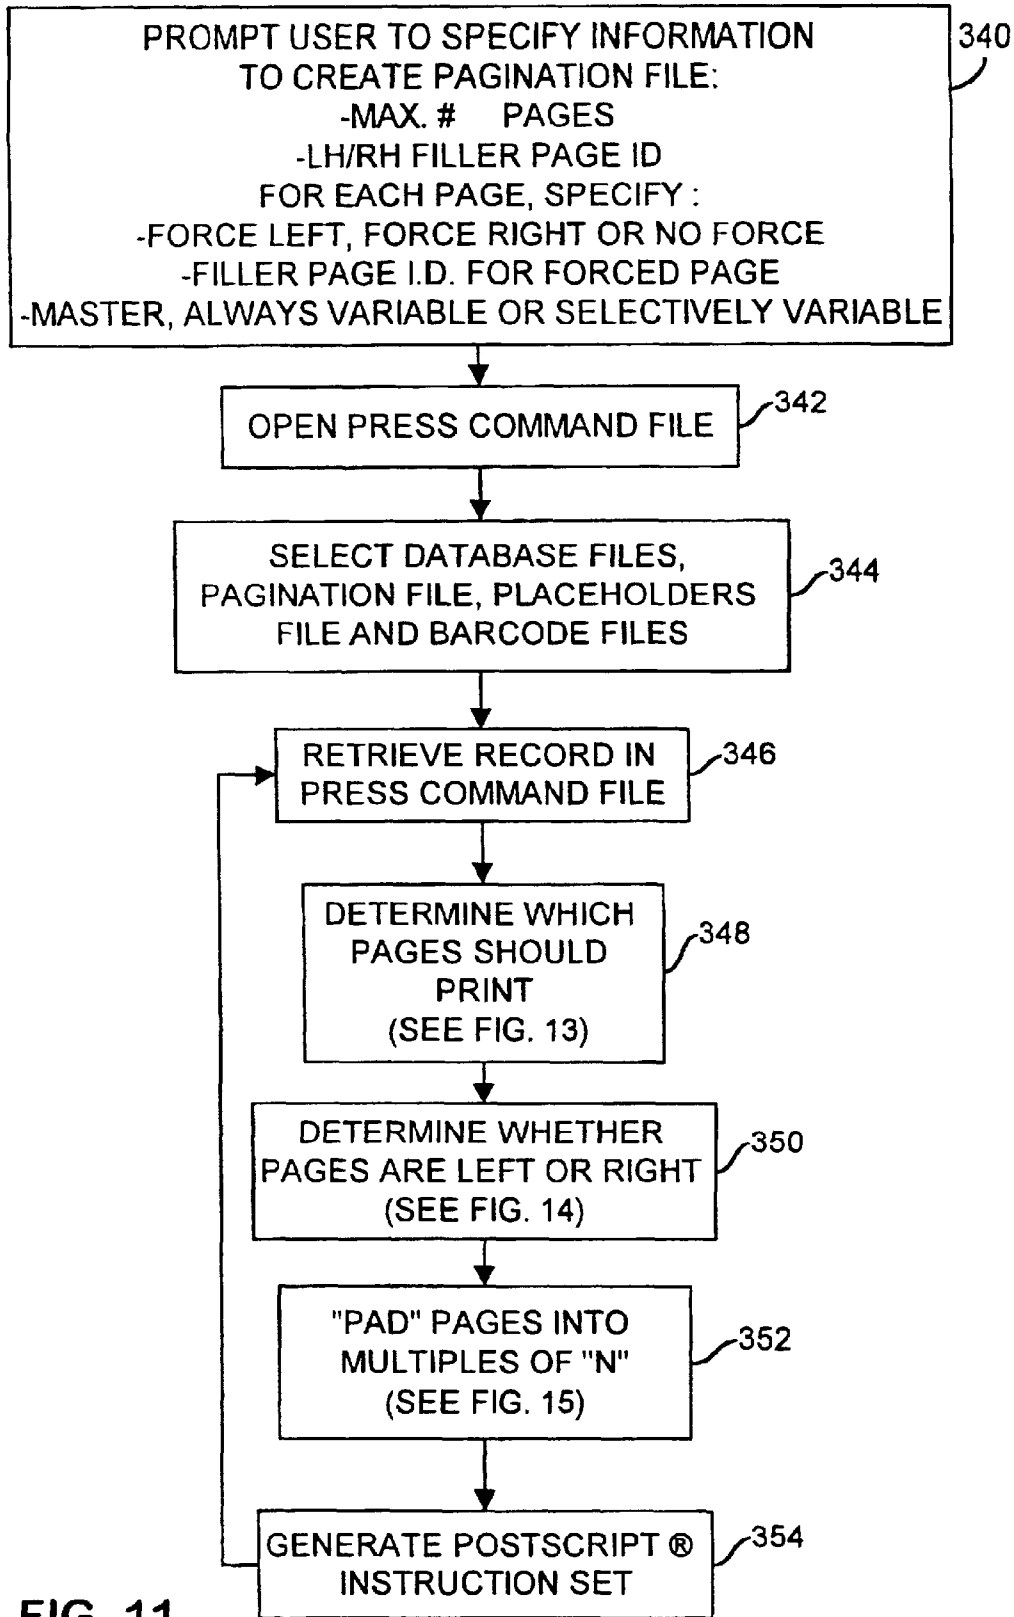 PROMPT USER TO SPECIFY INFORMATION
TO CREATE PAGINATION FILE:
-MAX. # PAGES
-LH/RH FILLER PAGE ID
FOR EACH PAGE, SPECIFY :
-FORCE LEFT, FORCE RIGHT OR NO FORCE
-FILLER PAGE I.D. FOR FORCED PAGE
-MASTER, ALWAYS VARIABLE OR SELECTIVELY VARIABLE
340
OPEN PRESS COMMAND FILE
342
SELECT DATABASE FILES,
PAGINATION FILE, PLACEHOLDERS
FILE AND BARCODE FILES
344
RETRIEVE RECORD IN
PRESS COMMAND FILE
346
DETERMINE WHICH
PAGES SHOULD
PRINT
(SEE FIG. 13)
348
DETERMINE WHETHER
PAGES ARE LEFT OR RIGHT
(SEE FIG. 14)
350
"PAD" PAGES INTO
MULTIPLES OF "N"
(SEE FIG. 15)
352
GENERATE POSTSCRIPT ®
INSTRUCTION SET
354
FIG. 11